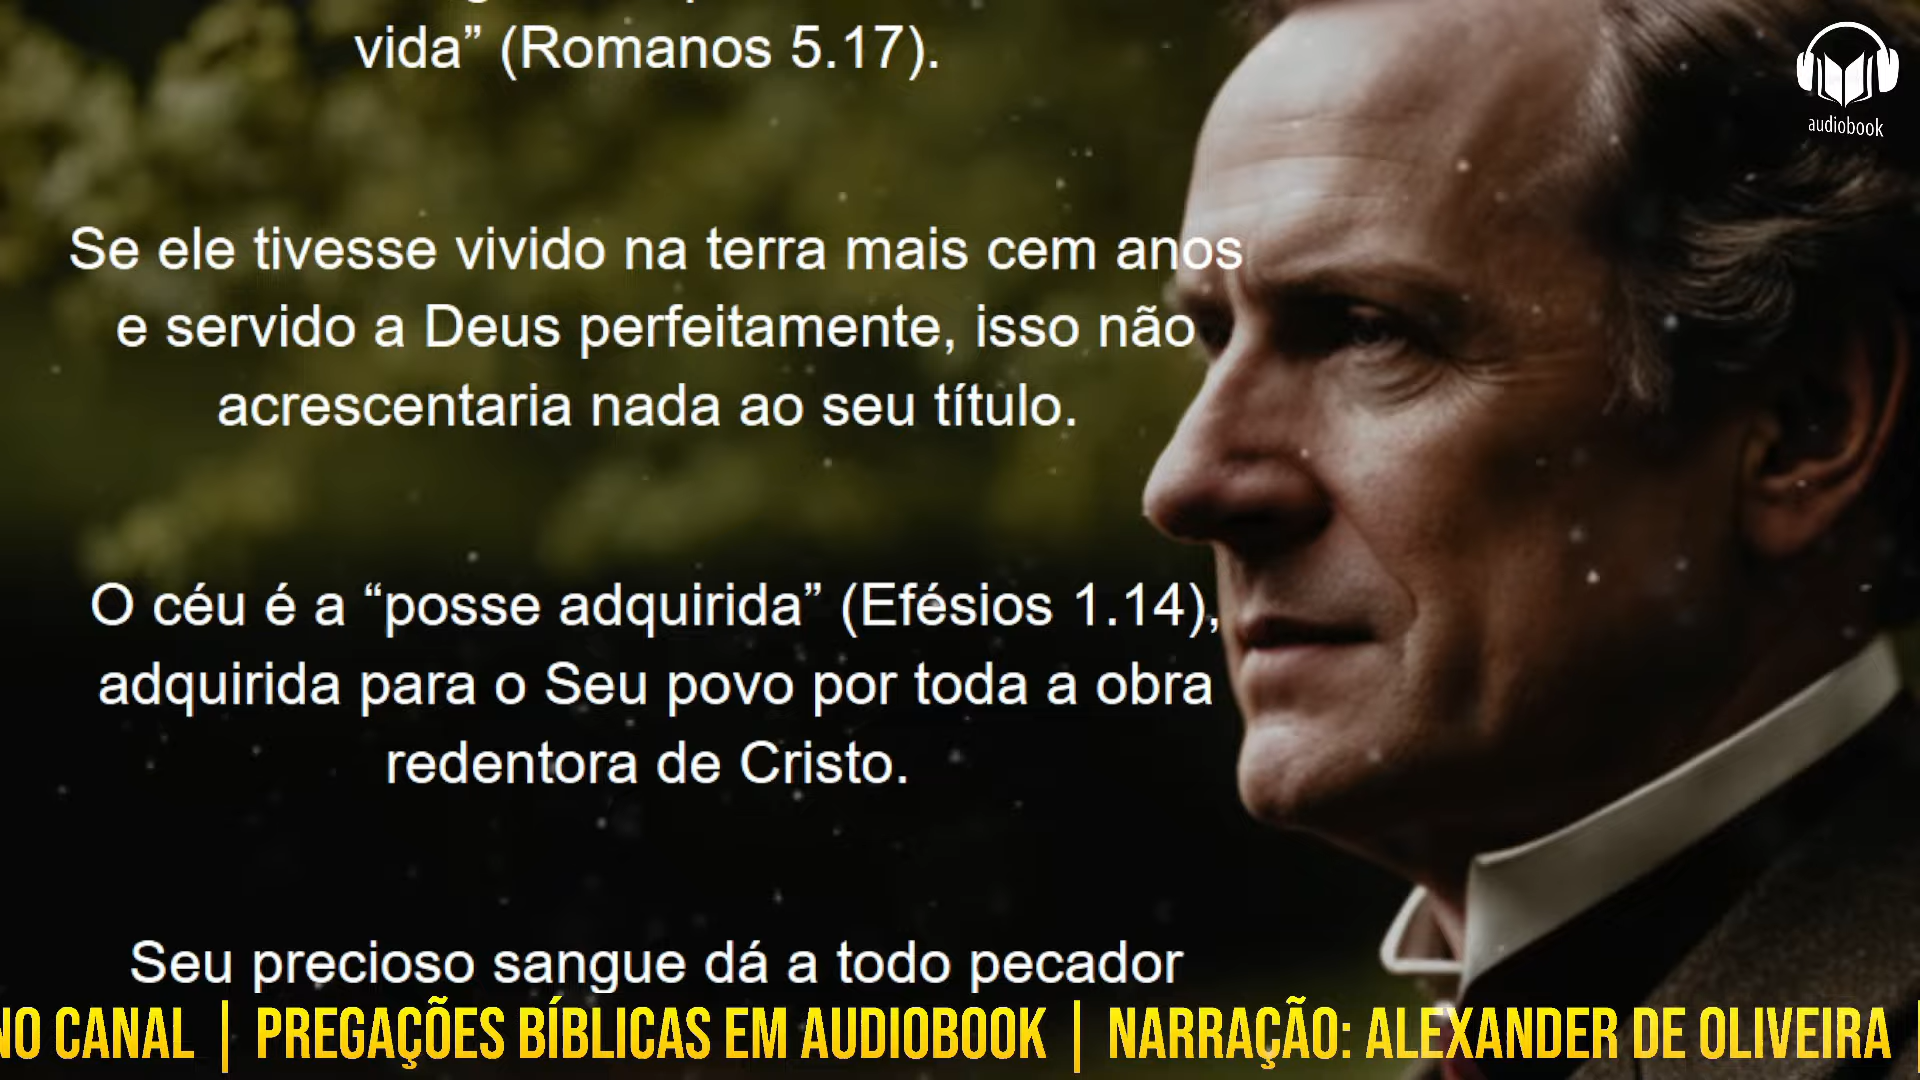 vida” (Romanos 5.17).
audiobook
Se ele tivesse vivido na terra mais cem anos
e servido a Deus perfeitamente, isso não
acrescentaria nada ao seu título.
O céu é a “posse adquirida” (Efésios 1.14),
adquirida para o Seu povo por toda a obra
redentora de Cristo.
Seu precioso sangue dá a todo pecador
NO CANAL | PREGAÇÕES BÍBLICAS EM AUDIOBOOK | NARRAÇÃO: ALEXANDER DE OLIVEIRA